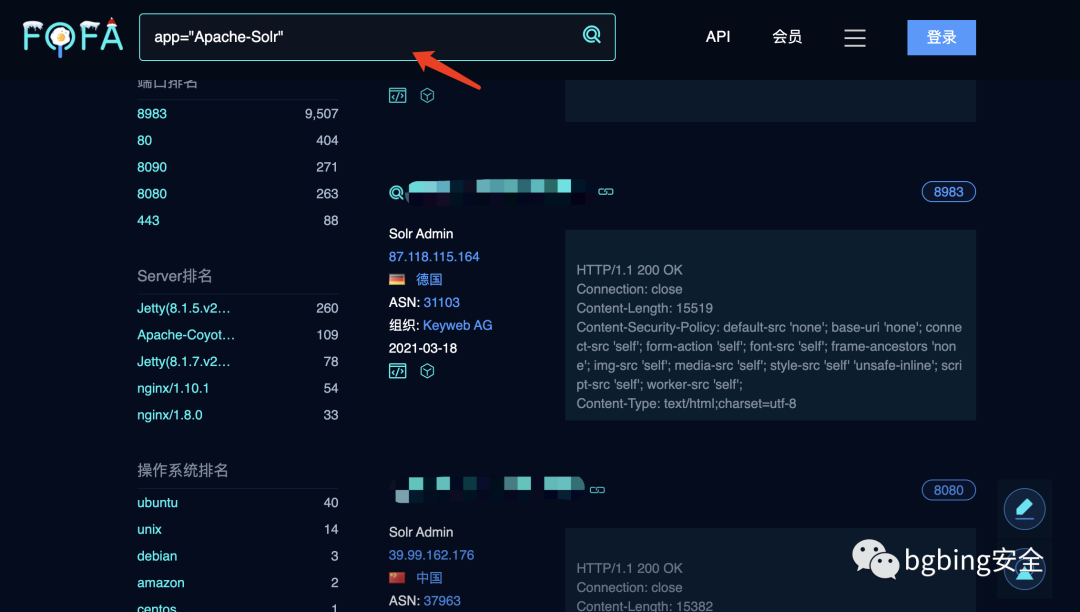 FOFA
app="Apache-Solr"
API
会员
登录
端口排名
8983 9,507
80 404
8090 271
8080 263
443 88
Server排名
Jetty(8.1.5.v2... 260
Apache-Coyot... 109
Jetty(8.1.7.v2... 78
nginx/1.10.1 54
nginx/1.8.0 33
操作系统排名
ubuntu 40
unix 14
debian 3
amazon 2
centos 1
8983
Solr Admin
87.118.115.164
德国
ASN: 31103
组织: Keyweb AG
2021-03-18
HTTP/1.1 200 OK
Connection: close
Content-Length: 15519
Content-Security-Policy: default-src 'none'; base-uri 'none'; conne
ct-src 'self'; form-action 'self'; font-src 'self'; frame-ancestors 'non
e'; img-src 'self'; media-src 'self'; style-src 'self' 'unsafe-inline'; scri
pt-src 'self'; worker-src 'self';
Content-Type: text/html;charset=utf-8
8080
Solr Admin
39.99.162.176
中国
ASN: 37963
HTTP/1.1 200 OK
Connection: close
Content-Length: 15382
bgbing安全